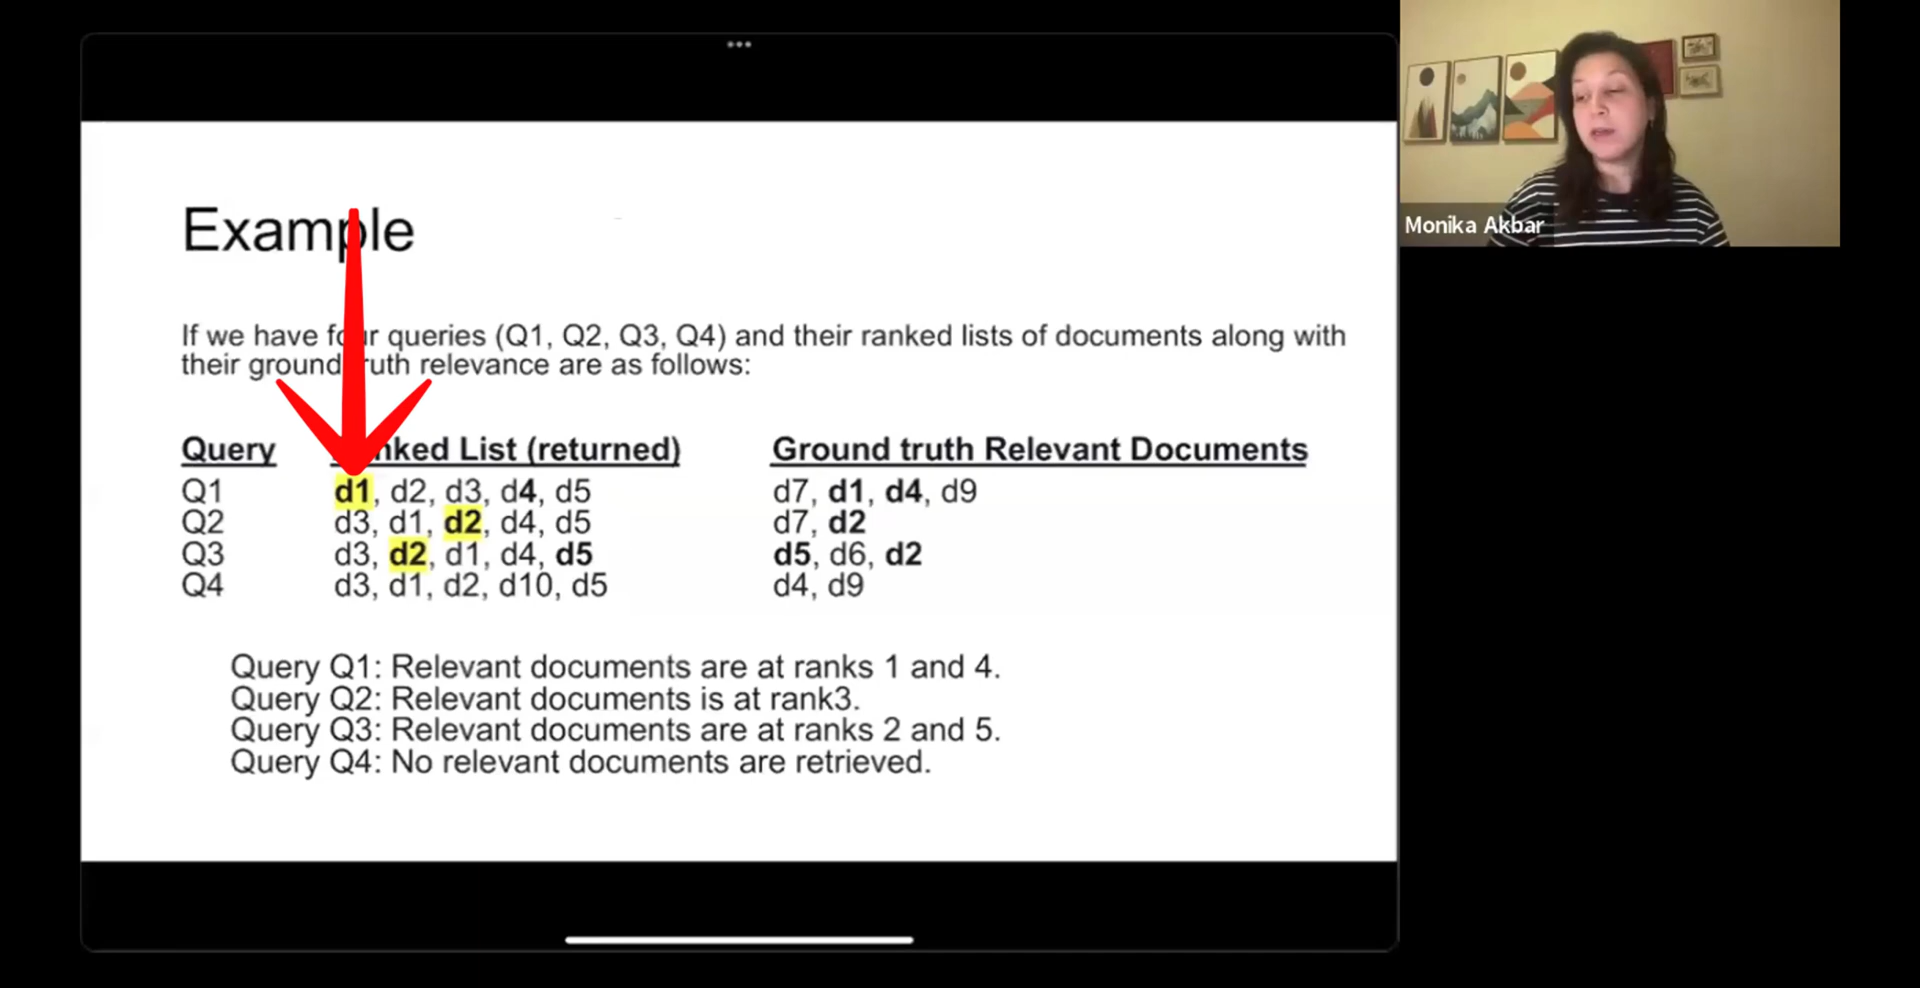 Example
If we have four queries (Q1, Q2, Q3, Q4) and their ranked lists of documents along with
their ground truth relevance are as follows:
Query Ranked List (returned) Ground truth Relevant Documents
Q1 d1, d2, d3, d4, d5 d7, d1, d4, d9
Q2 d3, d1, d2, d4, d5 d7, d2
Q3 d3, d2, d1, d4, d5 d5, d6, d2
Q4 d3, d1, d2, d10, d5 d4, d9
Query Q1: Relevant documents are at ranks 1 and 4.
Query Q2: Relevant documents is at rank3.
Query Q3: Relevant documents are at ranks 2 and 5.
Query Q4: No relevant documents are retrieved.
Monika Akbar